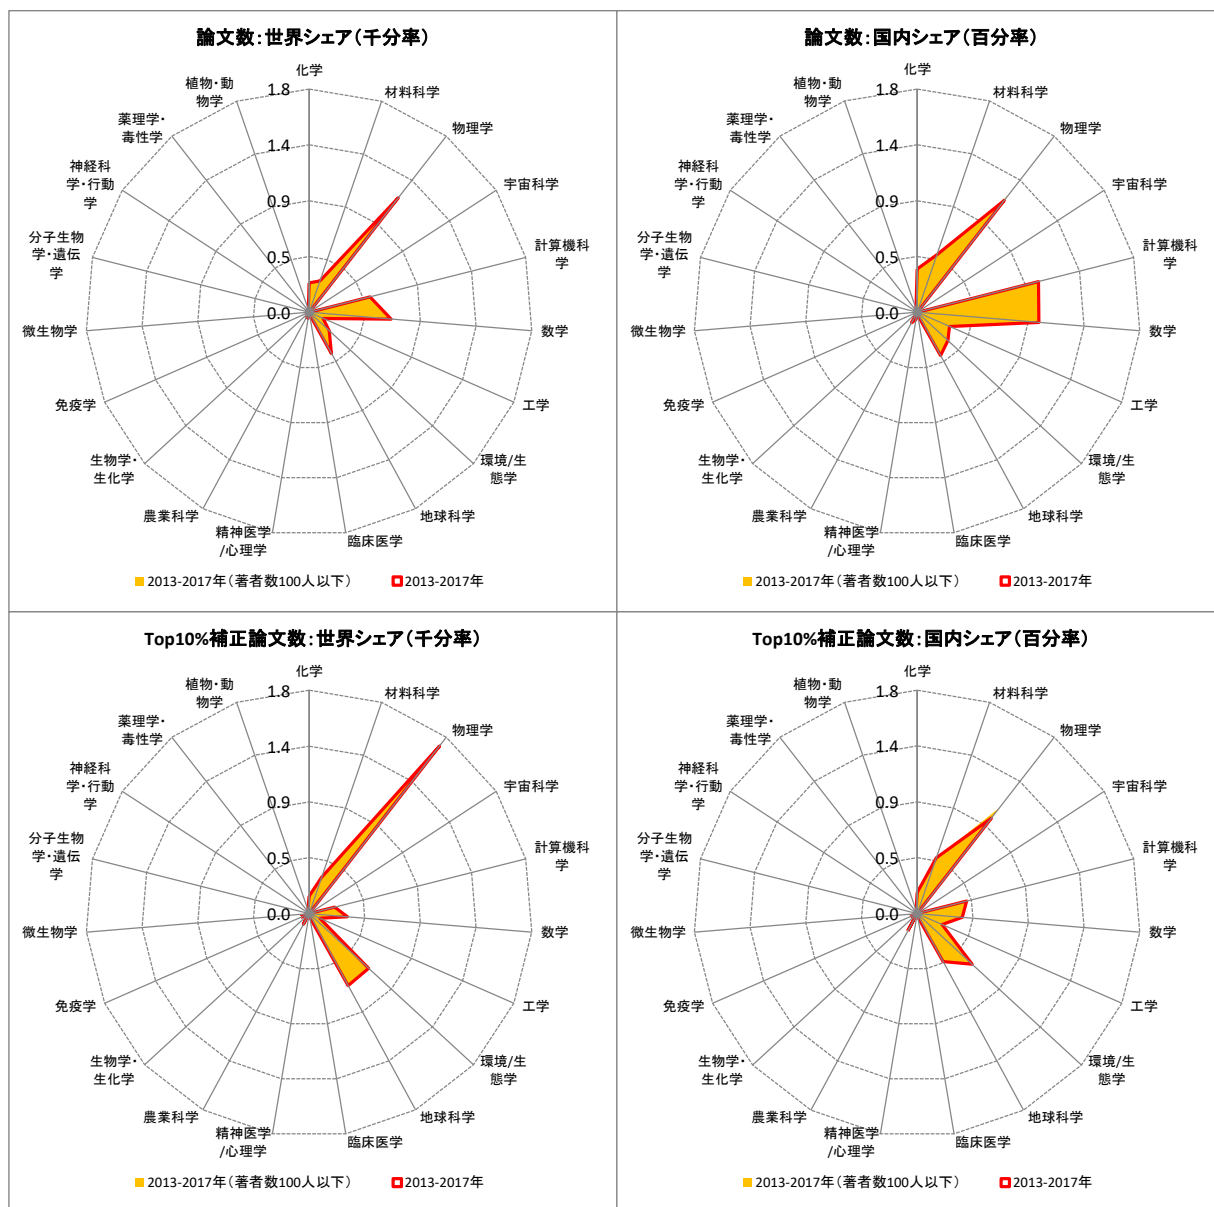 論文数：世界シェア（千分率）
化学
材料科学
物理学
宇宙科学
計算機科
学
数学
工学
環境/生
態学
地球科学
臨床医学
精神医学
/心理学
農業科学
生物学・
生化学
免疫学
微生物学
分子生物
学・遺伝
学
神経科
学・行動
学
薬理学・
毒性学
植物・動
物学
1.8
1.4
0.9
0.5
0.0
2013-2017年（著者数100人以下）　2013-2017年
論文数：国内シェア（百分率）
化学
材料科学
物理学
宇宙科学
計算機科
学
数学
工学
環境/生
態学
地球科学
臨床医学
精神医学
/心理学
農業科学
生物学・
生化学
免疫学
微生物学
分子生物
学・遺伝
学
神経科
学・行動
学
薬理学・
毒性学
植物・動
物学
1.8
1.4
0.9
0.5
0.0
2013-2017年（著者数100人以下）　2013-2017年
Top10%補正論文数：世界シェア（千分率）
化学
材料科学
物理学
宇宙科学
計算機科
学
数学
工学
環境/生
態学
地球科学
臨床医学
精神医学
/心理学
農業科学
生物学・
生化学
免疫学
微生物学
分子生物
学・遺伝
学
神経科
学・行動
学
薬理学・
毒性学
植物・動
物学
1.8
1.4
0.9
0.5
0.0
2013-2017年（著者数100人以下）　2013-2017年
Top10%補正論文数：国内シェア（百分率）
化学
材料科学
物理学
宇宙科学
計算機科
学
数学
工学
環境/生
態学
地球科学
臨床医学
精神医学
/心理学
農業科学
生物学・
生化学
免疫学
微生物学
分子生物
学・遺伝
学
神経科
学・行動
学
薬理学・
毒性学
植物・動
物学
1.8
1.4
0.9
0.5
0.0
2013-2017年（著者数100人以下）　2013-2017年